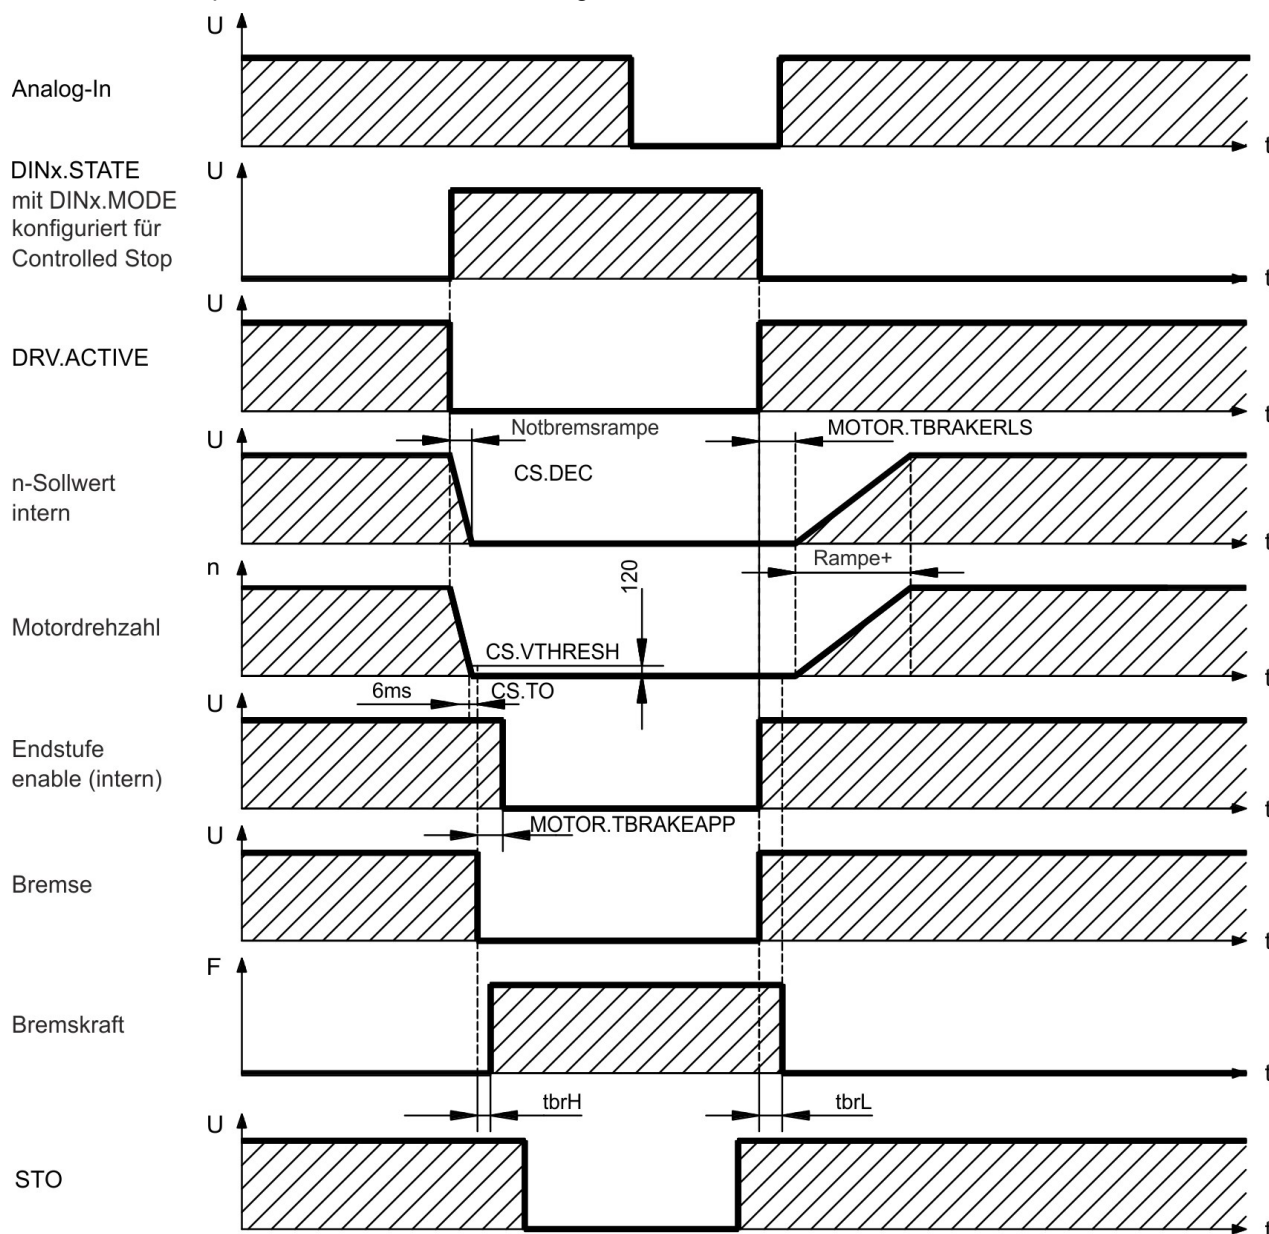 U
Analog-In
t
DINx.STATE
mit DINx.MODE
konfiguriert für
Controlled Stop
U
t
U
DRV.ACTIVE
t
Notbremsrampe
MOTOR.TBRAKERLS
U
CS.DEC
n-Sollwert
intern
t
Rampe+
n
120
Motordrehzahl
CS.VTHRESH
t
6ms
CS.TO
U
Endstufe
enable (intern)
t
MOTOR.TBRAKEAPP
U
Bremse
t
F
Bremskraft
t
tbrH
tbrL
U
STO
t